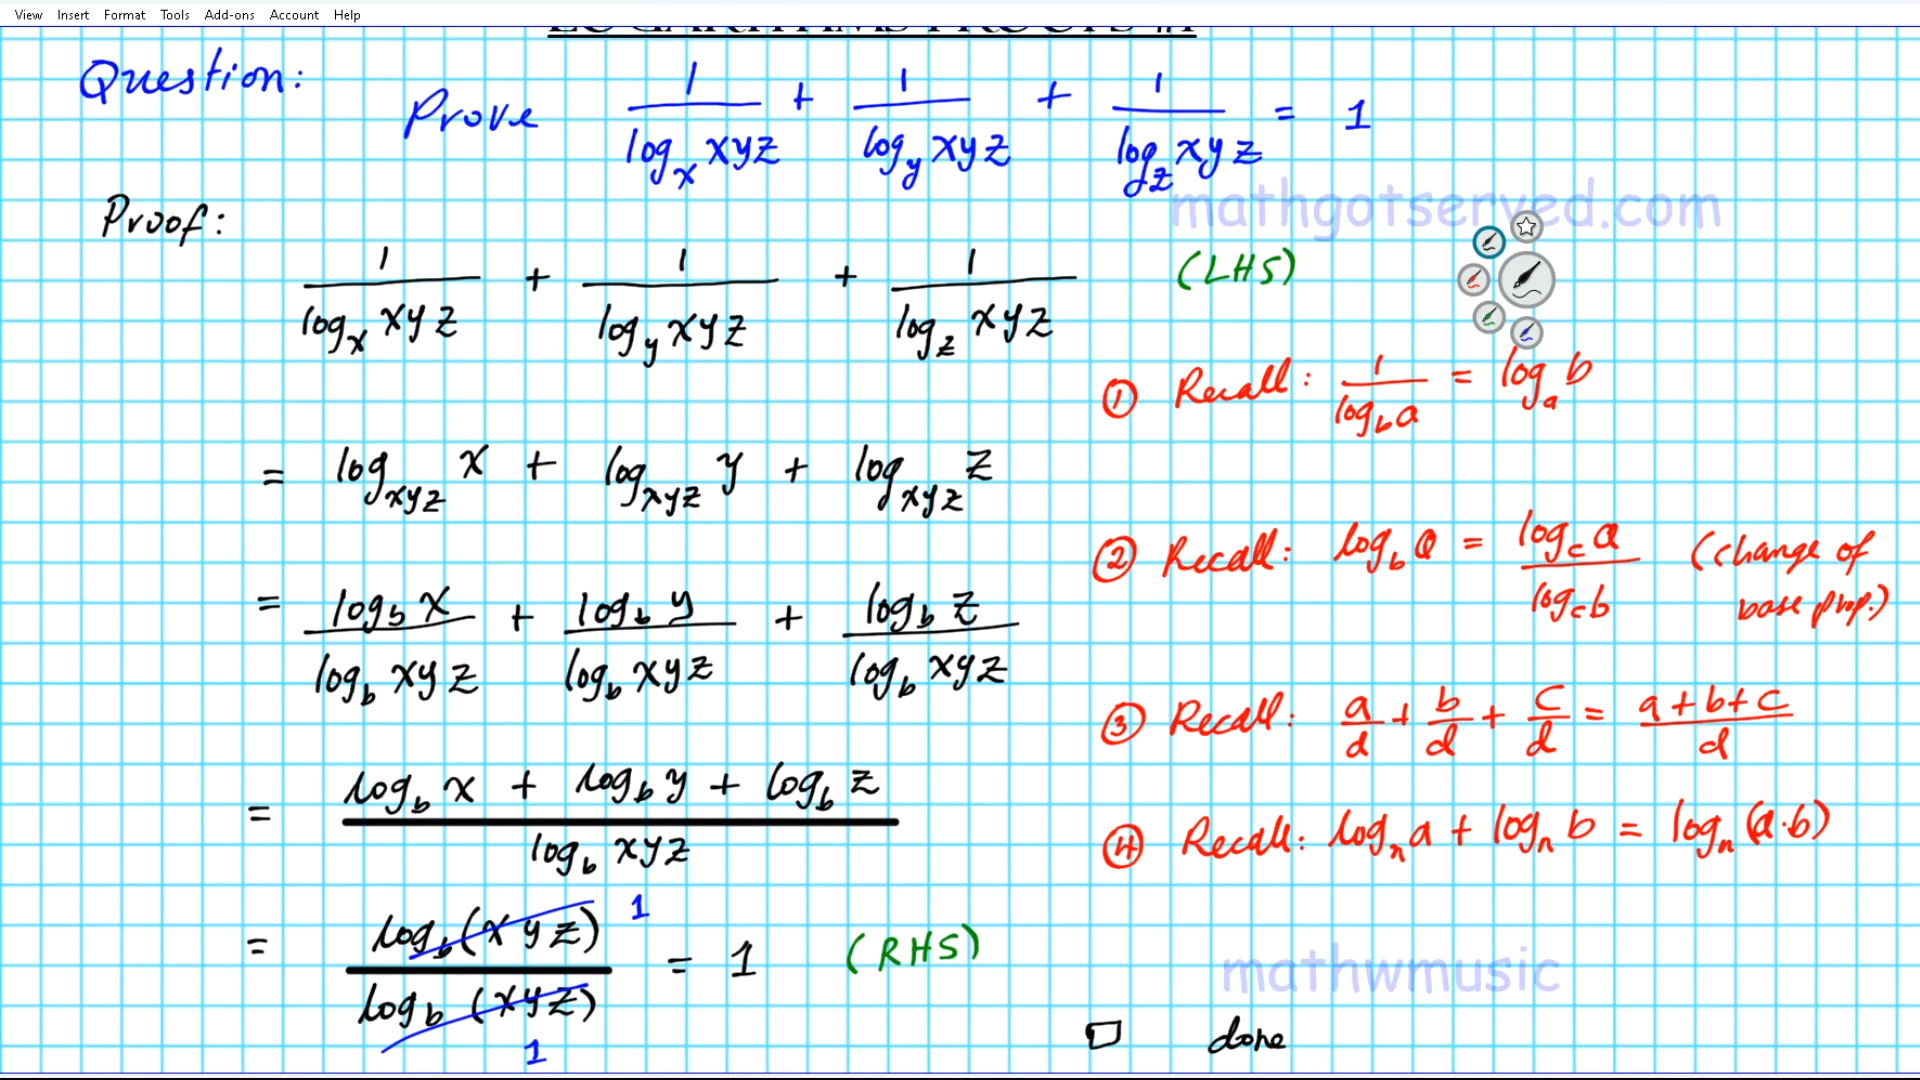 View Insert Format Tools Add-ons Account Help
LOGARITHMS PROOFS #1
Question:
Prove 1/log_x xyz + 1/log_y xyz + 1/log_z xyz = 1
mathgotserved.com
Proof:
1/log_x xyz + 1/log_y xyz + 1/log_z xyz (LHS)
① Recall: 1/log_b a = log_a b
= log_xyz x + log_xyz y + log_xyz z
② Recall: log_b a = log_c a/log_c b (change of
base prop.)
= log_b x/log_b xyz + log_b y/log_b xyz + log_b z/log_b xyz
③ Recall: a/d + b/d + c/d = a+b+c/d
= log_b x + log_b y + log_b z/log_b xyz
④ Recall: log_n a + log_n b = log_n (a·b)
= log_b (xyz) 1/log_b (xyz) 1 = 1 (RHS)
mathwmusic
□ done